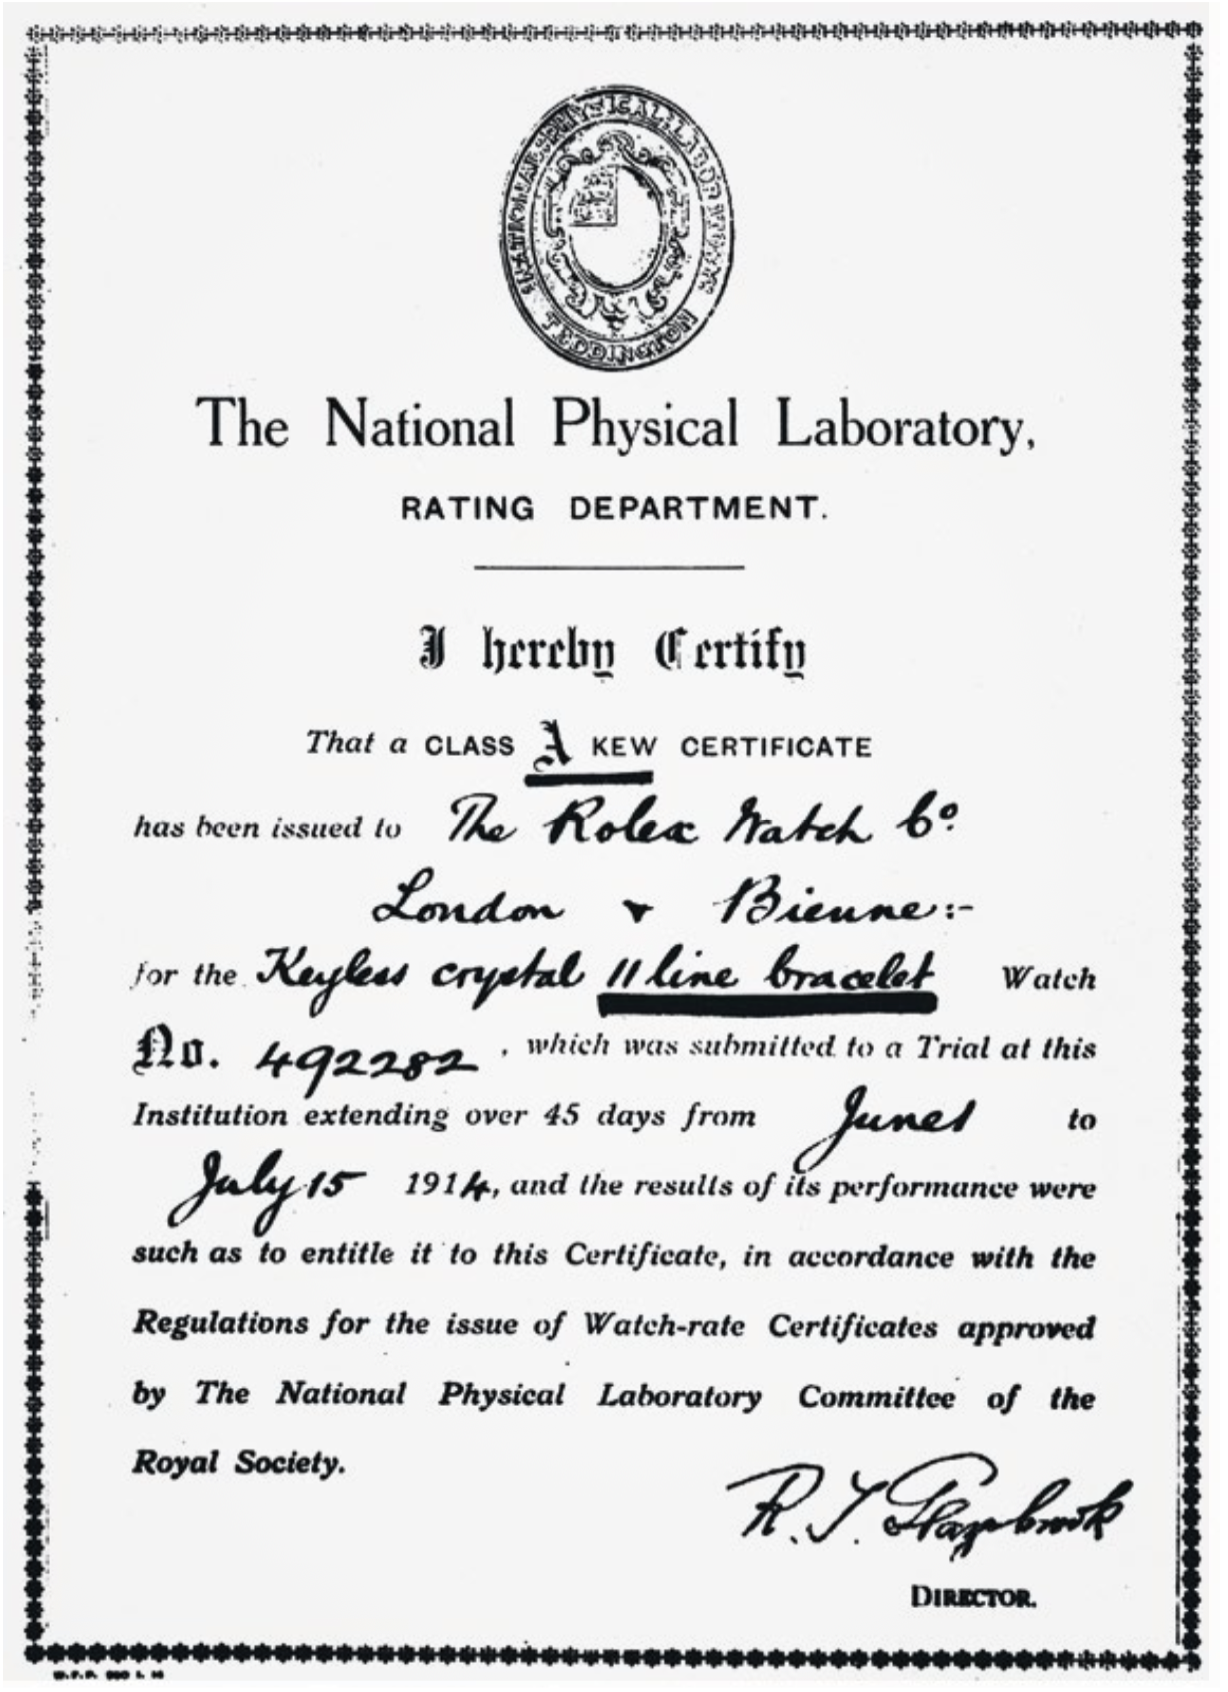 NATIONAL PHYSICAL LABORATORY
TEDDINGTON
The National Physical Laboratory,
RATING DEPARTMENT.
I hereby Certify
That a CLASS A KEW CERTIFICATE
has been issued to The Rolex Watch Co.
London & Bienne:-
for the Keyless crystal 11 line bracelet Watch
No. 492282, which was submitted to a Trial at this
Institution extending over 45 days from June 1 to
July 15 1914, and the results of its performance were
such as to entitle it to this Certificate, in accordance with the
Regulations for the issue of Watch-rate Certificates approved
by The National Physical Laboratory Committee of the
Royal Society.
R. T. Glazebrook
DIRECTOR.